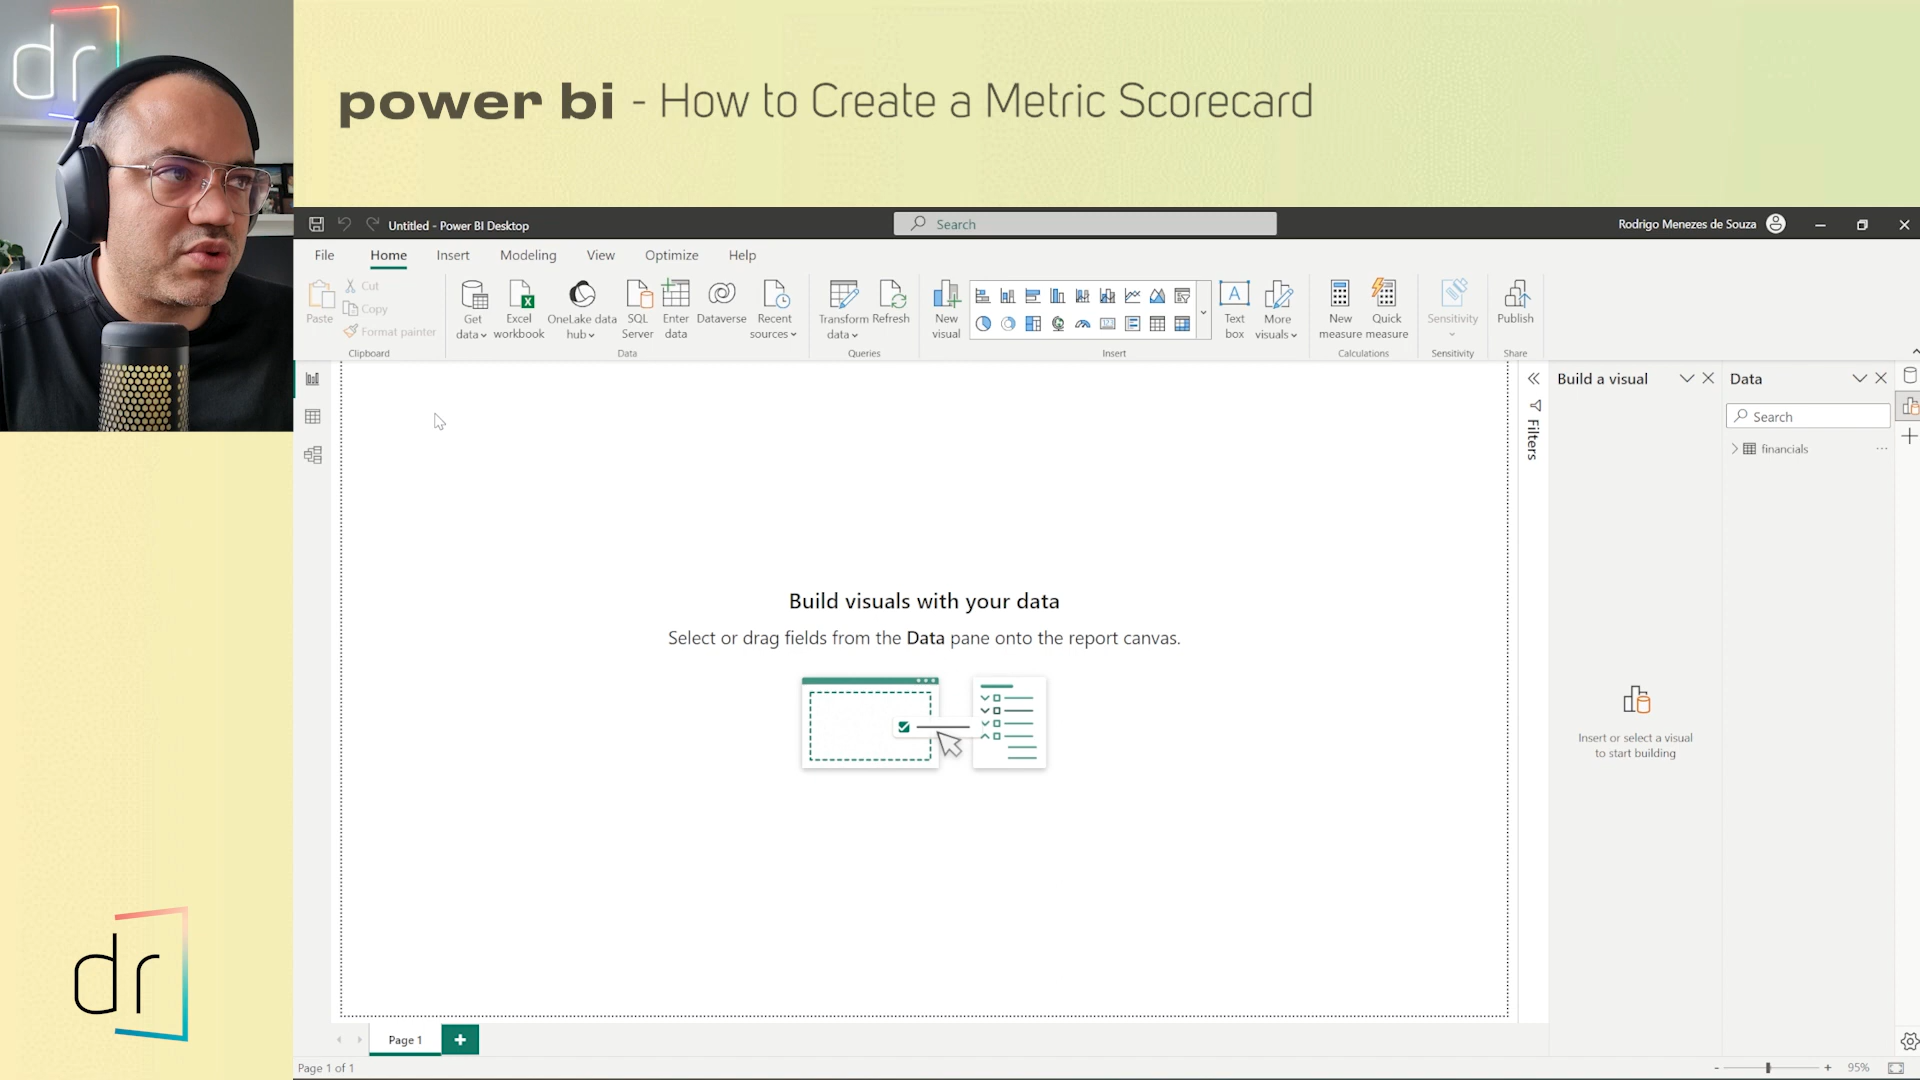 dr
power bi - How to Create a Metric Scorecard
Untitled - Power BI Desktop
Search
Rodrigo Menezes de Souza
File
Home
Insert
Modeling
View
Optimize
Help
Paste
Cut
Copy
Format painter
Clipboard
Get data
Excel workbook
OneLake data hub
SQL Server
Enter data
Dataverse
Recent sources
Data
Transform data
Refresh
Queries
New visual
Text box
More visuals
Insert
New measure
Quick measure
Calculations
Sensitivity
Sensitivity
Publish
Share
Filters
Build a visual
Data
Search
financials
Build visuals with your data
Select or drag fields from the Data pane onto the report canvas.
Insert or select a visual
to start building
dr
Page 1
Page 1 of 1
95%